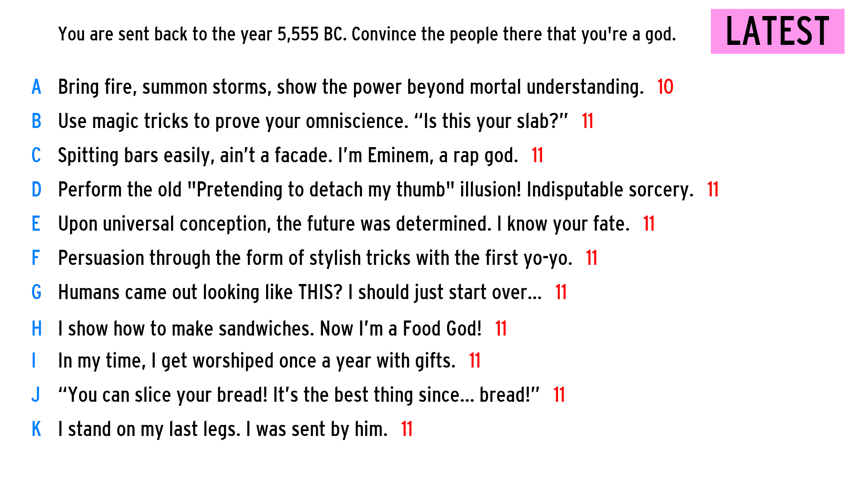 You are sent back to the year 5,555 BC. Convince the people there that you're a god.
LATEST
A Bring fire, summon storms, show the power beyond mortal understanding. 10
B Use magic tricks to prove your omniscience. “Is this your slab?” 11
C Spitting bars easily, ain’t a facade. I’m Eminem, a rap god. 11
D Perform the old "Pretending to detach my thumb" illusion! Indisputable sorcery. 11
E Upon universal conception, the future was determined. I know your fate. 11
F Persuasion through the form of stylish tricks with the first yo-yo. 11
G Humans came out looking like THIS? I should just start over... 11
H I show how to make sandwiches. Now I’m a Food God! 11
I In my time, I get worshiped once a year with gifts. 11
J “You can slice your bread! It’s the best thing since... bread!” 11
K I stand on my last legs. I was sent by him. 11